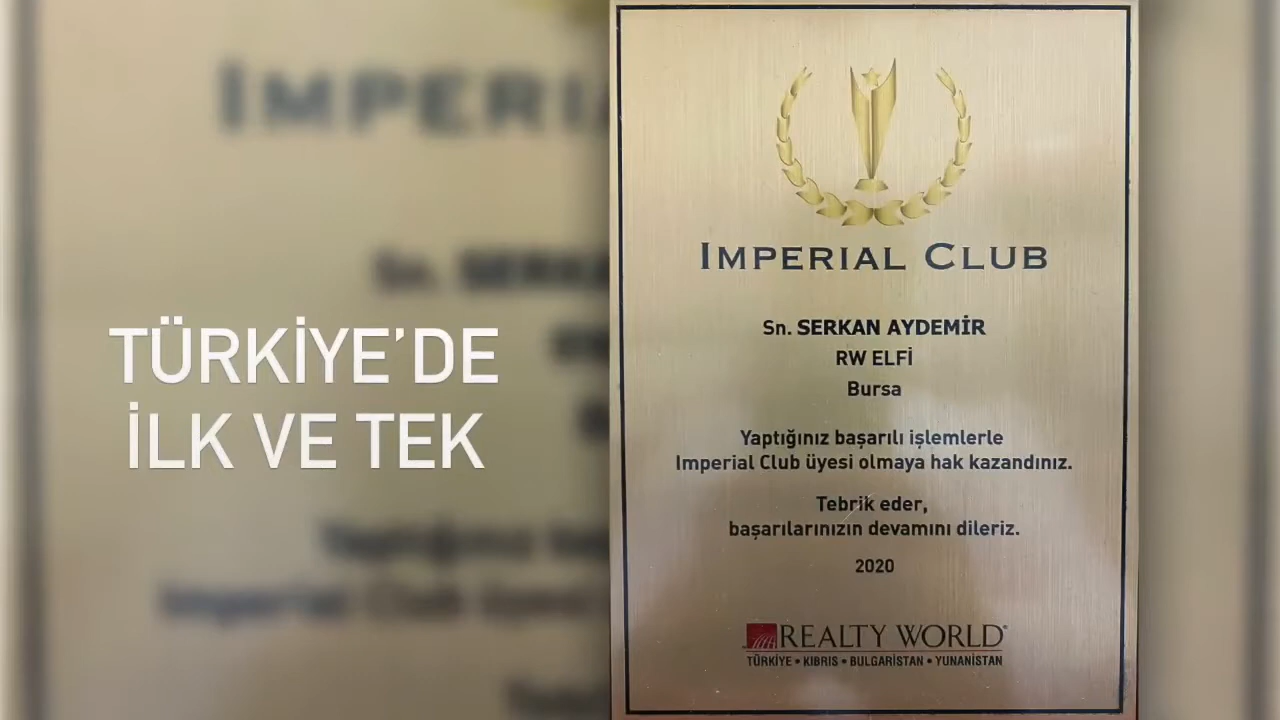 TÜRKİYE'DE
İLK VE TEK
IMPERIAL CLUB
Sn. SERKAN AYDEMİR
RW ELFİ
Bursa
Yaptığınız başarılı işlemlerle
Imperial Club üyesi olmaya hak kazandınız.
Tebrik eder,
başarılarınızın devamını dileriz.
2020
REALTY WORLD
TÜRKİYE • KIBRIS • BULGARİSTAN • YUNANİSTAN